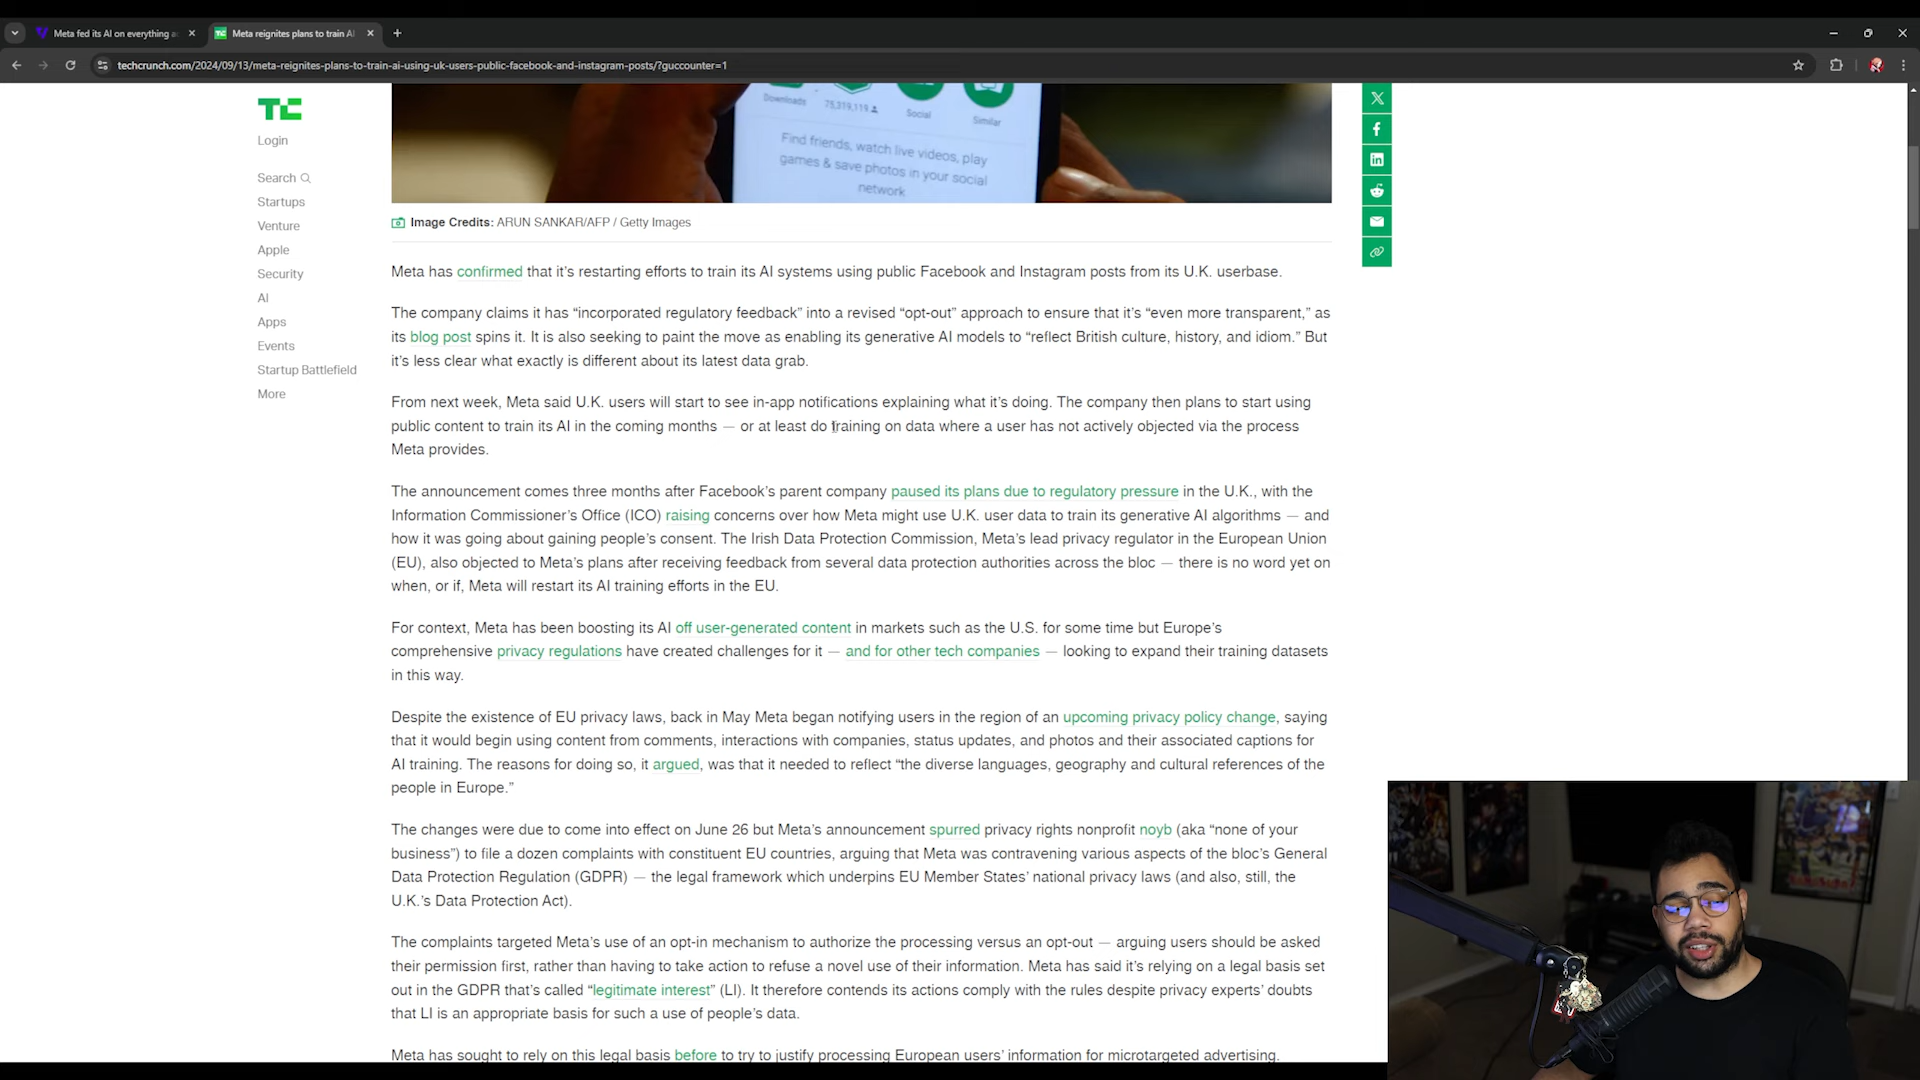 Meta fed its AI on everything a
Meta reignites plans to train AI
techcrunch.com/2024/09/13/meta-reignites-plans-to-train-ai-using-uk-users-public-facebook-and-instagram-posts/?guccounter=1
TC
Login
Search
Startups
Venture
Apple
Security
AI
Apps
Events
Startup Battlefield
More
Downloads
75,319,119
Social
Similar
Find friends, watch live videos, play
games & save photos in your social
network
Image Credits: ARUN SANKAR/AFP / Getty Images
Meta has confirmed that it’s restarting efforts to train its AI systems using public Facebook and Instagram posts from its U.K. userbase.
The company claims it has “incorporated regulatory feedback” into a revised “opt-out” approach to ensure that it’s “even more transparent,” as
its blog post spins it. It is also seeking to paint the move as enabling its generative AI models to “reflect British culture, history, and idiom.” But
it’s less clear what exactly is different about its latest data grab.
From next week, Meta said U.K. users will start to see in-app notifications explaining what it’s doing. The company then plans to start using
public content to train its AI in the coming months — or at least do training on data where a user has not actively objected via the process
Meta provides.
The announcement comes three months after Facebook’s parent company paused its plans due to regulatory pressure in the U.K., with the
Information Commissioner’s Office (ICO) raising concerns over how Meta might use U.K. user data to train its generative AI algorithms — and
how it was going about gaining people’s consent. The Irish Data Protection Commission, Meta’s lead privacy regulator in the European Union
(EU), also objected to Meta’s plans after receiving feedback from several data protection authorities across the bloc — there is no word yet on
when, or if, Meta will restart its AI training efforts in the EU.
For context, Meta has been boosting its AI off user-generated content in markets such as the U.S. for some time but Europe’s
comprehensive privacy regulations have created challenges for it — and for other tech companies — looking to expand their training datasets
in this way.
Despite the existence of EU privacy laws, back in May Meta began notifying users in the region of an upcoming privacy policy change, saying
that it would begin using content from comments, interactions with companies, status updates, and photos and their associated captions for
AI training. The reasons for doing so, it argued, was that it needed to reflect “the diverse languages, geography and cultural references of the
people in Europe.”
The changes were due to come into effect on June 26 but Meta’s announcement spurred privacy rights nonprofit noyb (aka “none of your
business”) to file a dozen complaints with constituent EU countries, arguing that Meta was contravening various aspects of the bloc’s General
Data Protection Regulation (GDPR) — the legal framework which underpins EU Member States’ national privacy laws (and also, still, the
U.K.’s Data Protection Act).
The complaints targeted Meta’s use of an opt-in mechanism to authorize the processing versus an opt-out — arguing users should be asked
their permission first, rather than having to take action to refuse a novel use of their information. Meta has said it’s relying on a legal basis set
out in the GDPR that’s called “legitimate interest” (LI). It therefore contends its actions comply with the rules despite privacy experts’ doubts
that LI is an appropriate basis for such a use of people’s data.
Meta has sought to rely on this legal basis before to try to justify processing European users’ information for microtargeted advertising.